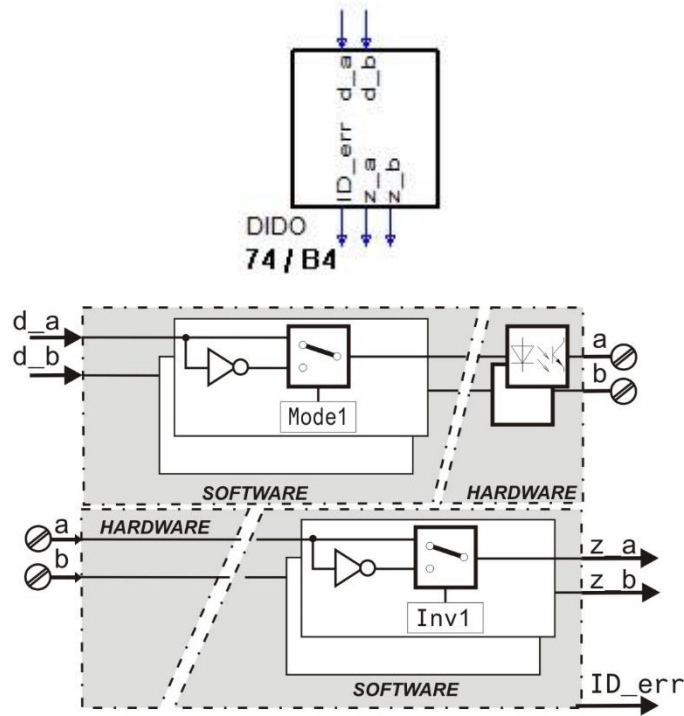 d_a d_b
ID_err z_a z_b
DIDO
74 / B4
d_a
d_b
a
b
Mode1
SOFTWARE
HARDWARE
a
HARDWARE
b
z_a
z_b
Inv1
ID_err
SOFTWARE